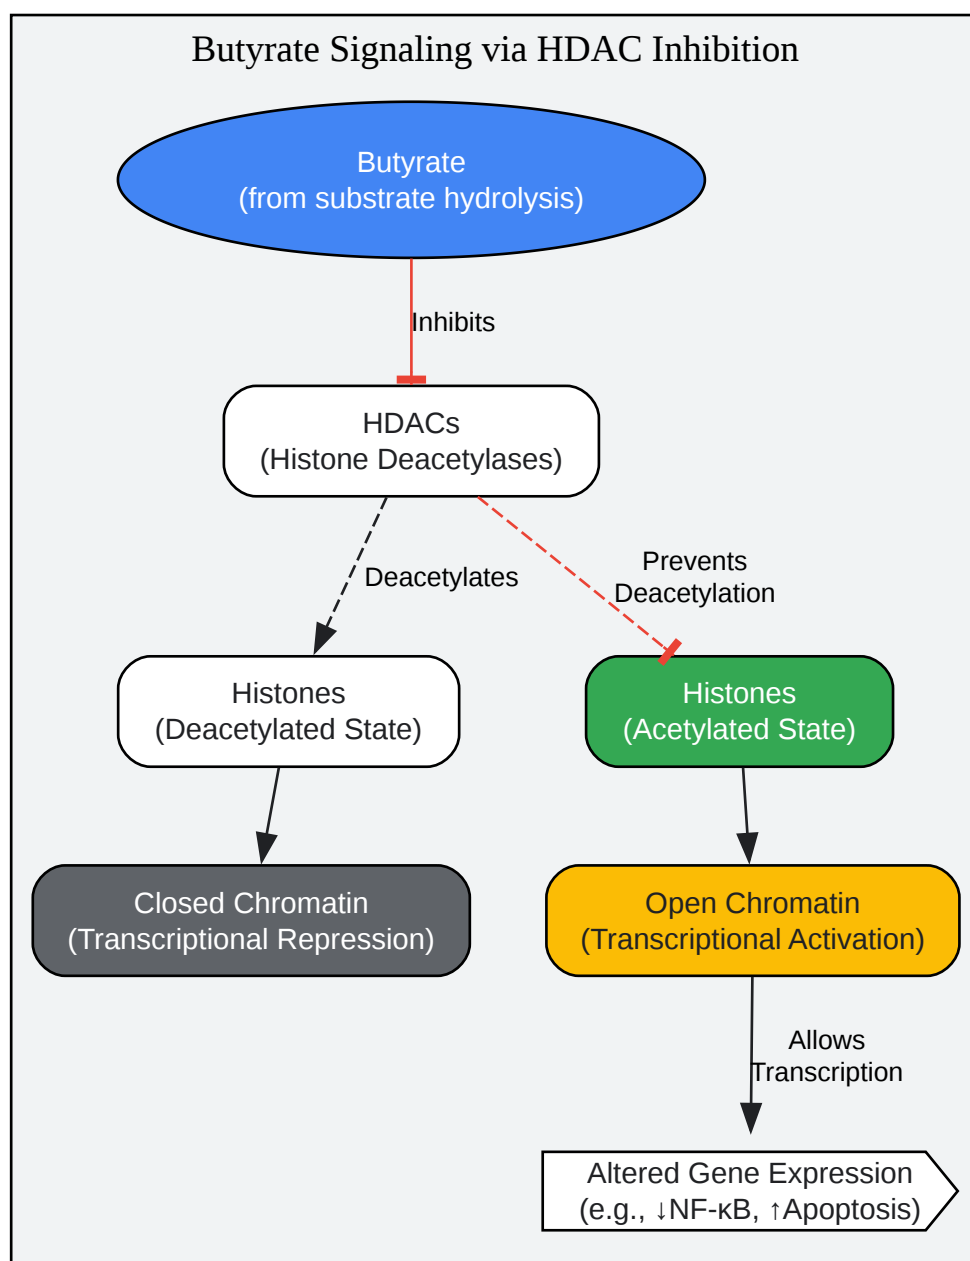 Butyrate Signaling via HDAC Inhibition
Butyrate
(from substrate hydrolysis)
Inhibits
HDACs
(Histone Deacetylases)
Deacetylates
Prevents
Deacetylation
Histones
(Deacetylated State)
Histones
(Acetylated State)
Closed Chromatin
(Transcriptional Repression)
Open Chromatin
(Transcriptional Activation)
Allows
Transcription
Altered Gene Expression
(e.g., ↓NF-κB, ↑Apoptosis)